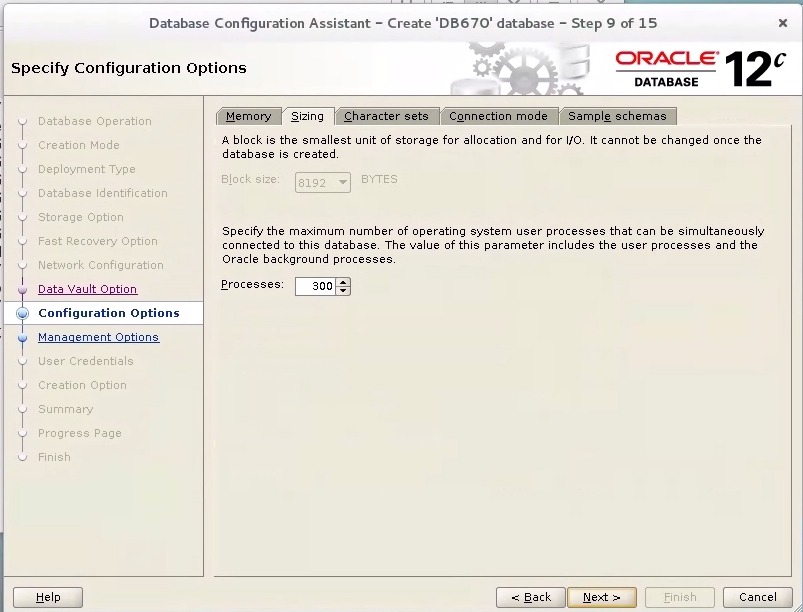 Database Configuration Assistant - Create 'DB670' database - Step 9 of 15
Specify Configuration Options
ORACLE®
DATABASE
12c
Database Operation
Creation Mode
Deployment Type
Database Identification
Storage Option
Fast Recovery Option
Network Configuration
Data Vault Option
Configuration Options
Management Options
User Credentials
Creation Option
Summary
Progress Page
Finish
Memory Sizing Character sets Connection mode Sample schemas
A block is the smallest unit of storage for allocation and for I/O. It cannot be changed once the
database is created.
Block size: 8192 BYTES
Specify the maximum number of operating system user processes that can be simultaneously
connected to this database. The value of this parameter includes the user processes and the
Oracle background processes.
Processes: 300
Help < Back Next > Finish Cancel